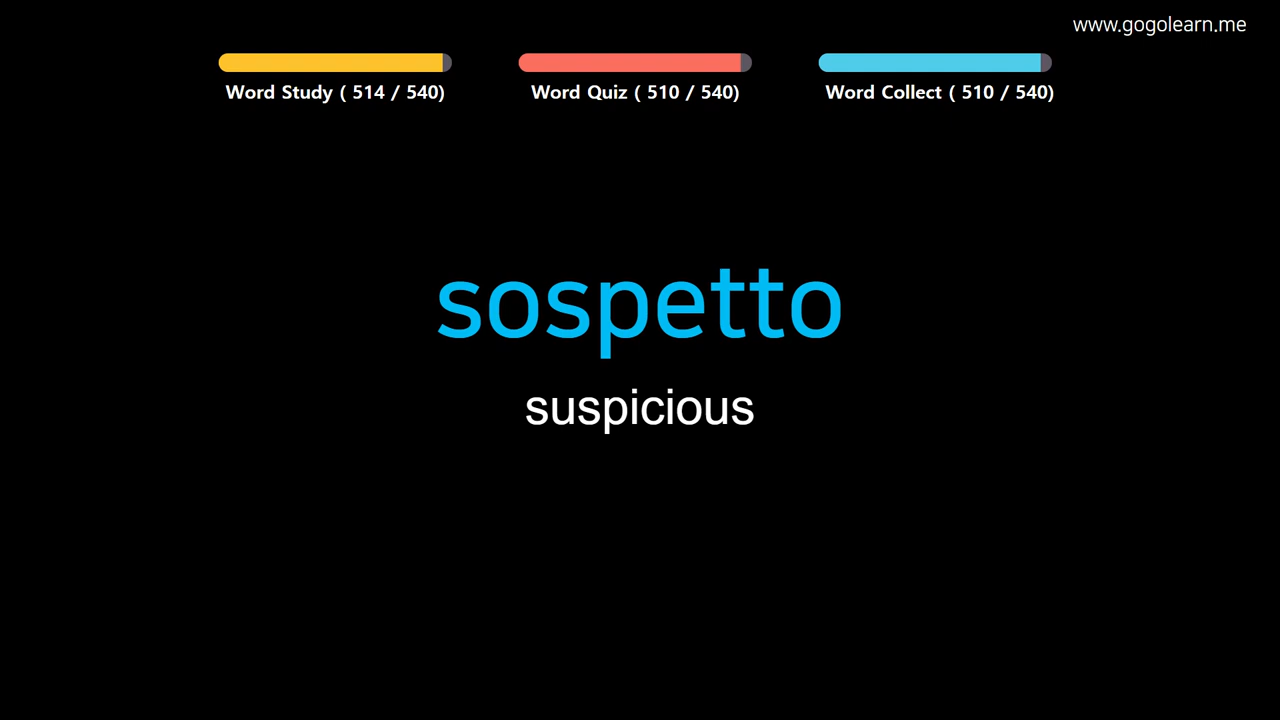 www.gogolearn.me
Word Study ( 514 / 540)
Word Quiz ( 510 / 540)
Word Collect ( 510 / 540)
sospetto
suspicious